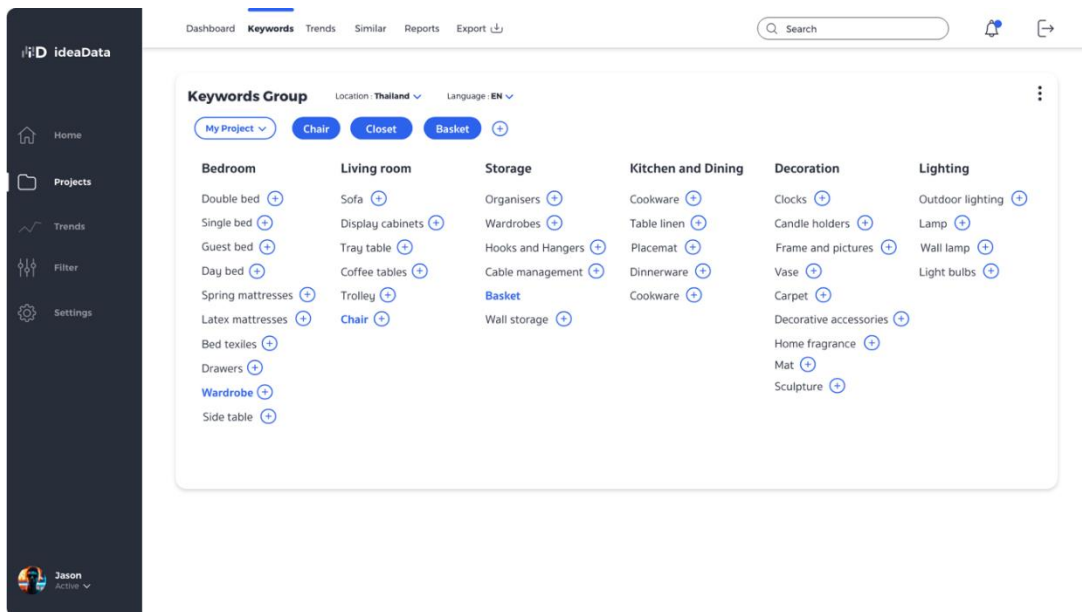 ideaData
Dashboard Keywords Trends Similar Reports Export
Search
Home
Projects
Trends
Filter
Settings
Jason
Active
Keywords Group Location : Thailand Language : EN
My Project Chair Closet Basket
Bedroom
Double bed
Single bed
Guest bed
Day bed
Spring mattresses
Latex mattresses
Bed texiles
Drawers
Wardrobe
Side table
Living room
Sofa
Display cabinets
Tray table
Coffee tables
Trolley
Chair
Storage
Organisers
Wardrobes
Hooks and Hangers
Cable management
Basket
Wall storage
Kitchen and Dining
Cookware
Table linen
Placemat
Dinnerware
Cookware
Decoration
Clocks
Candle holders
Frame and pictures
Vase
Carpet
Decorative accessories
Home fragrance
Mat
Sculpture
Lighting
Outdoor lighting
Lamp
Wall lamp
Light bulbs